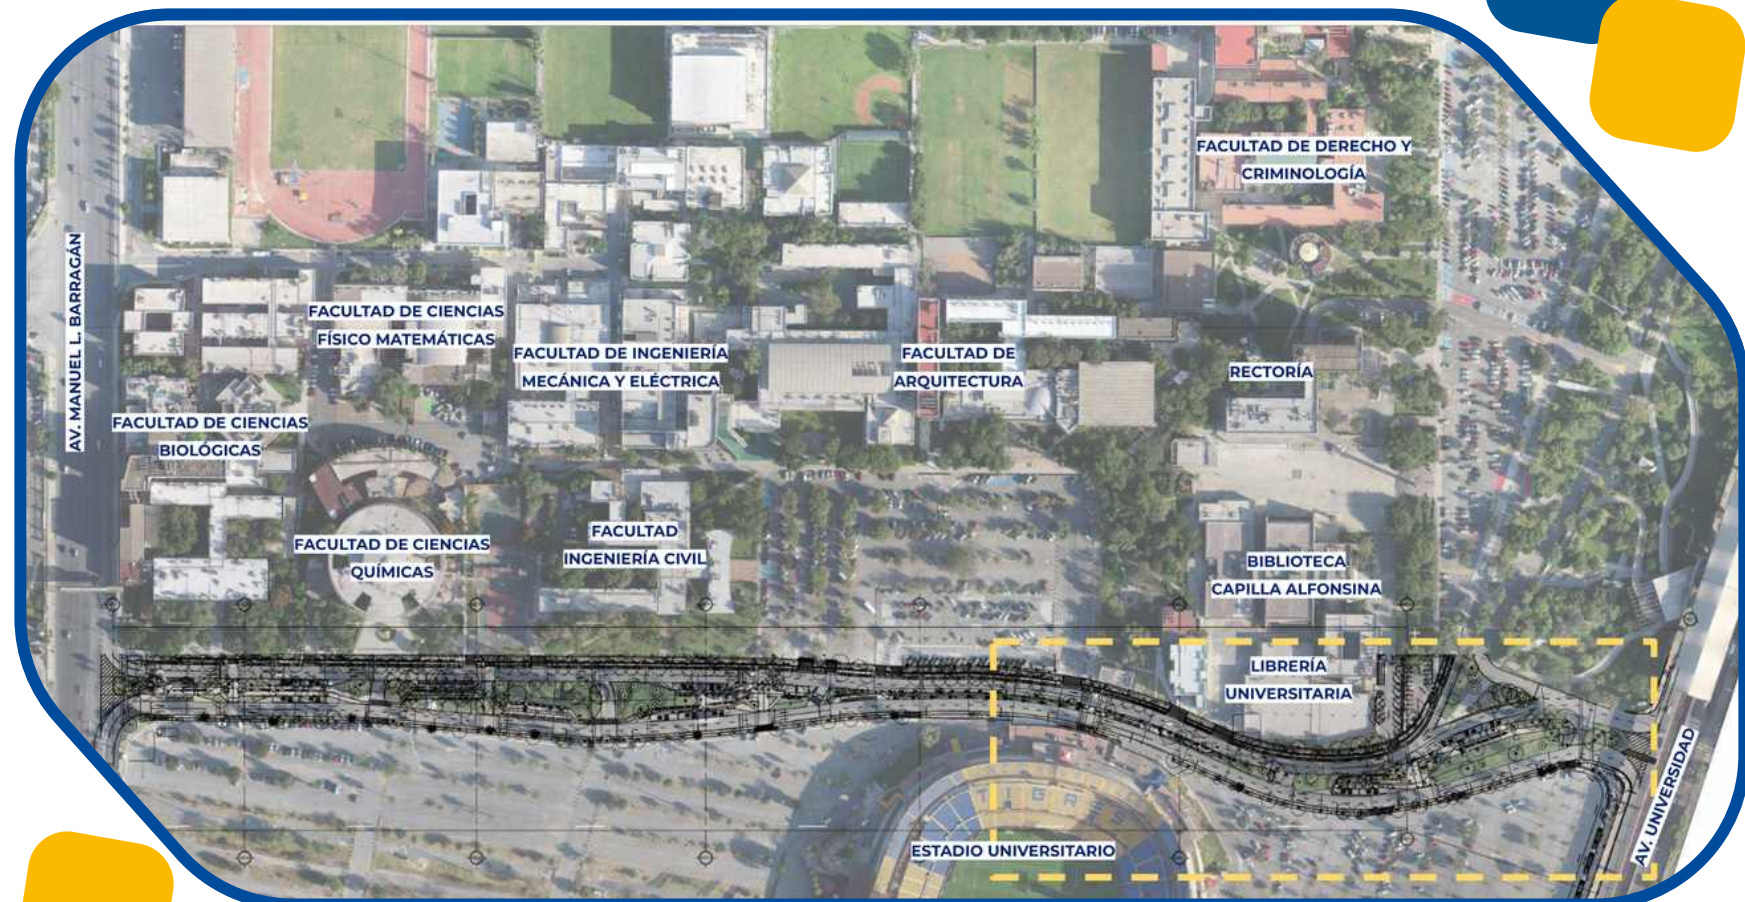 FACULTAD DE DERECHO Y
CRIMINOLOGÍA
AV. MANUEL L. BARRAGÁN
FACULTAD DE CIENCIAS
FÍSICO MATEMÁTICAS
FACULTAD DE INGENIERÍA
MECÁNICA Y ELÉCTRICA
FACULTAD DE
ARQUITECTURA
RECTORÍA
FACULTAD DE CIENCIAS
BIOLÓGICAS
FACULTAD DE CIENCIAS
QUÍMICAS
FACULTAD
INGENIERÍA CIVIL
BIBLIOTECA
CAPILLA ALFONSINA
LIBRERÍA
UNIVERSITARIA
AV. UNIVERSIDAD
TIGRES
ESTADIO UNIVERSITARIO